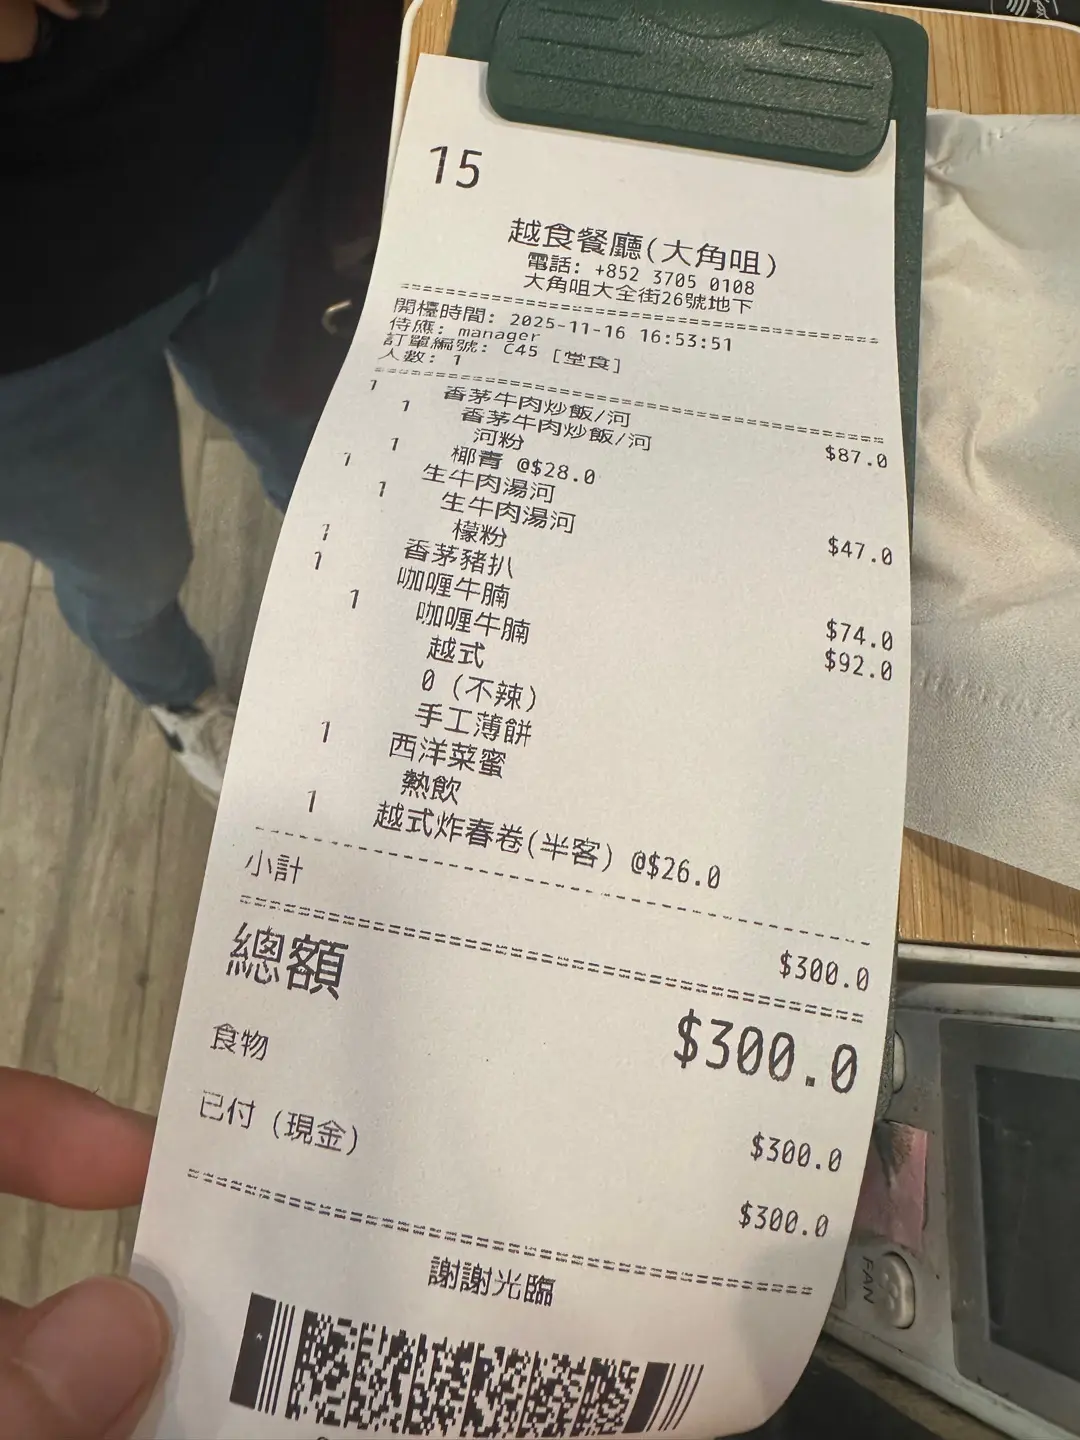 15
越食餐廳(大角咀)
電話: +852 3705 0108
大角咀大全街26號地下
開檯時間: 2025-11-16 16:53:51
侍應: manager
訂單編號: C45 [堂食]
人數: 1
1 香茅牛肉炒飯/河 $87.0
1 香茅牛肉炒飯/河
河粉
1 椰青 @$28.0
1 生牛肉湯河 $47.0
1 生牛肉湯河
檬粉
1 香茅豬扒 $74.0
1 咖喱牛腩 $92.0
1 咖喱牛腩
越式
0 (不辣)
手工薄餅
1 西洋菜蜜
熱飲
1 越式炸春卷(半客) @$26.0
小計 $300.0
總額 $300.0
食物 $300.0
已付 (現金) $300.0
謝謝光臨
FAN